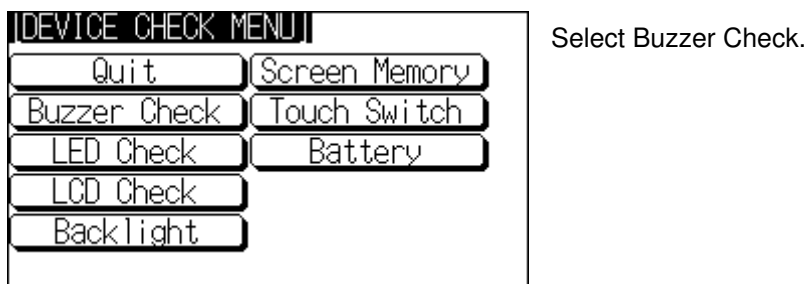 DEVICE CHECK MENU
Quit
Screen Memory
Buzzer Check
Touch Switch
LED Check
Battery
LCD Check
Backlight
Select Buzzer Check.